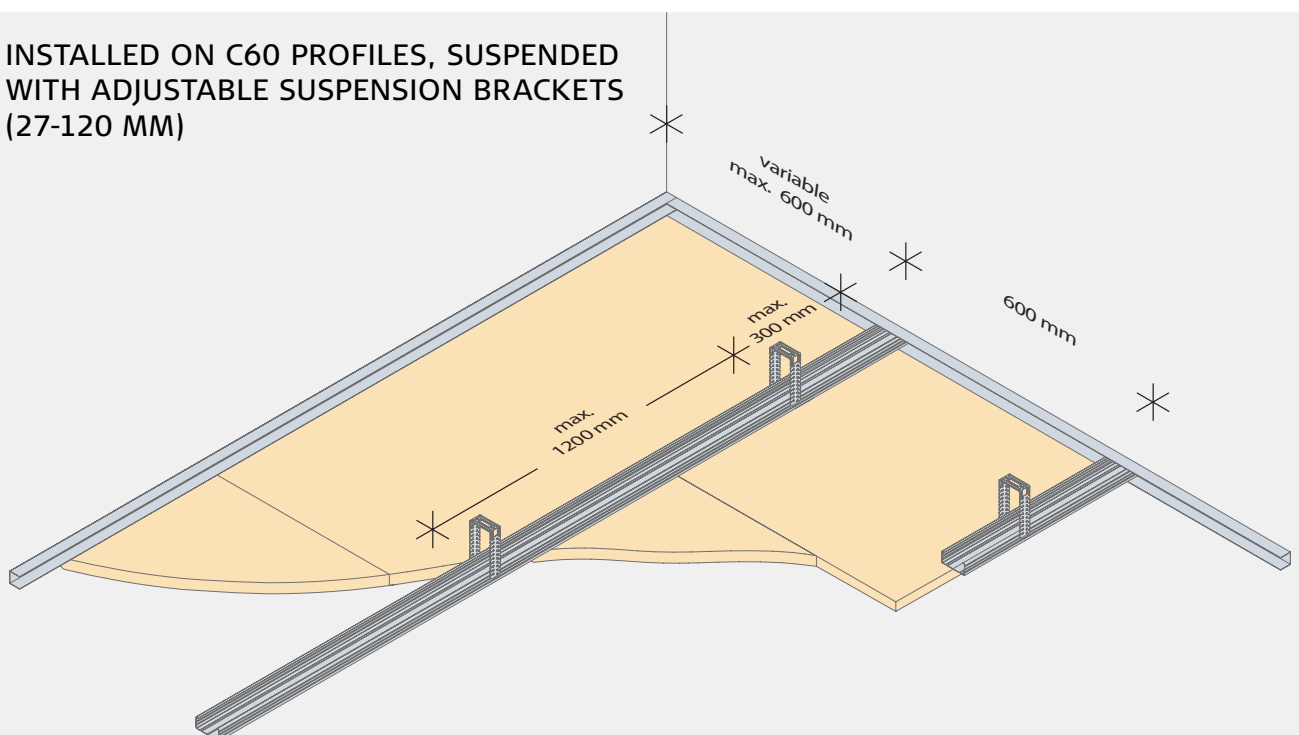 INSTALLED ON C60 PROFILES, SUSPENDED
WITH ADJUSTABLE SUSPENSION BRACKETS
(27-120 MM)
variable
max. 600 mm
600 mm
max.
300 mm
max.
1200 mm